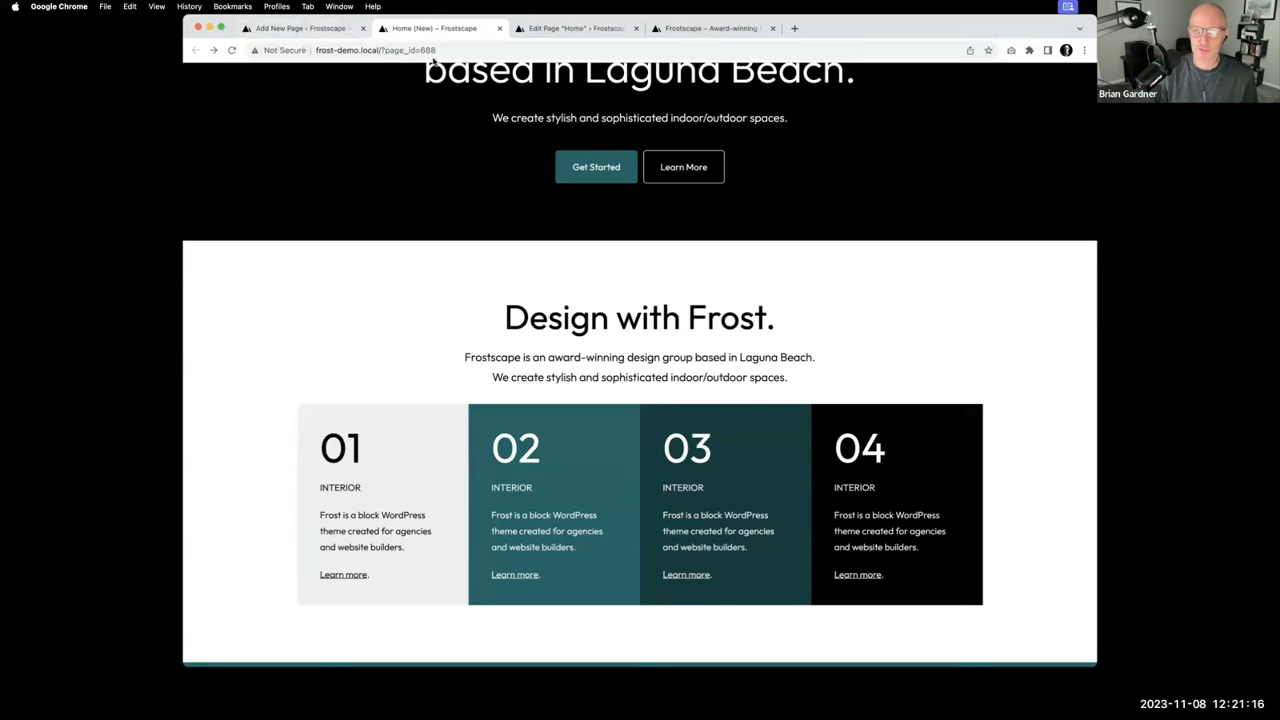 Google Chrome File Edit View History Bookmarks Profiles Tab Window Help
Add New Page ‹ Frostscape – Home (New) – Frostscape Edit Page "Home" ‹ Frostsca Frostscape – Award-winning
Not Secure frost-demo.local/?page_id=688
Brian Gardner
based in Laguna Beach.
We create stylish and sophisticated indoor/outdoor spaces.
Get Started Learn More
Design with Frost.
Frostscape is an award-winning design group based in Laguna Beach.
We create stylish and sophisticated indoor/outdoor spaces.
01
INTERIOR
Frost is a block WordPress
theme created for agencies
and website builders.
Learn more.
02
INTERIOR
Frost is a block WordPress
theme created for agencies
and website builders.
Learn more.
03
INTERIOR
Frost is a block WordPress
theme created for agencies
and website builders.
Learn more.
04
INTERIOR
Frost is a block WordPress
theme created for agencies
and website builders.
Learn more.
2023-11-08 12:21:16